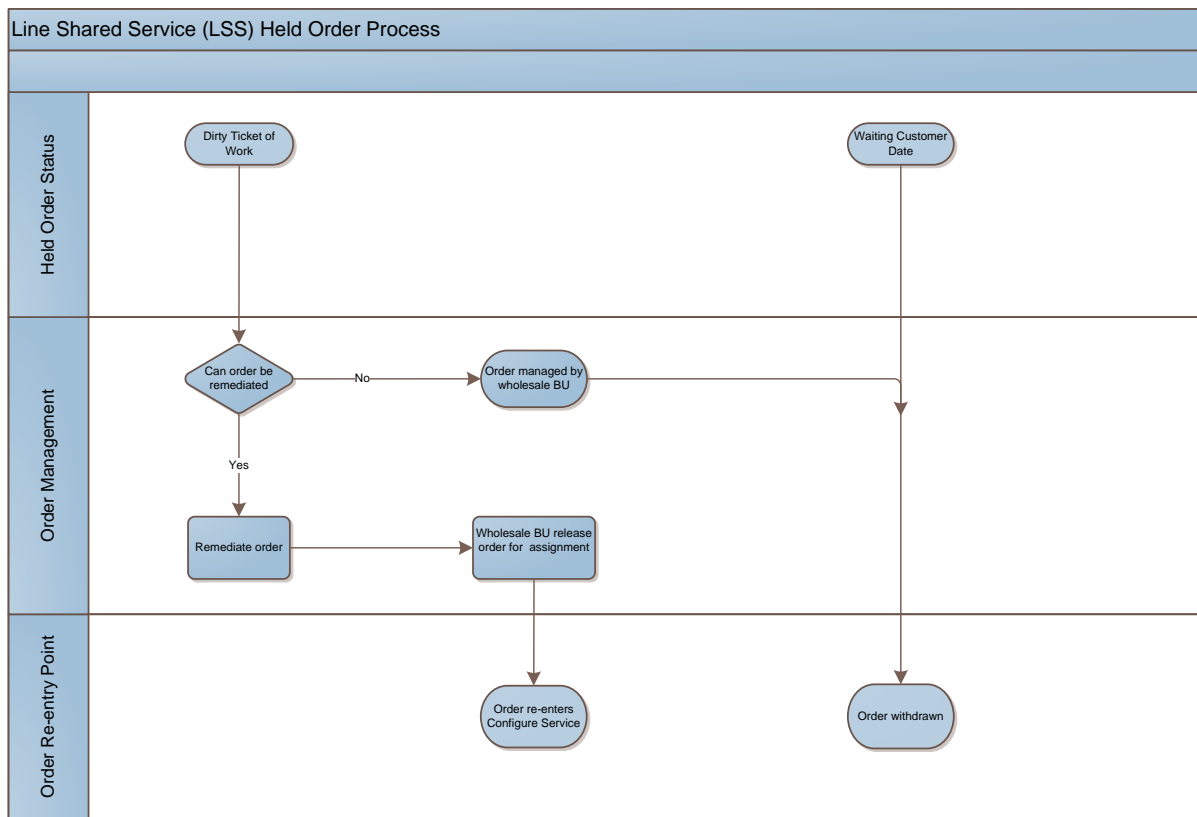 Line Shared Service (LSS) Held Order Process
Held Order Status
Dirty Ticket of
Work
Waiting Customer
Date
Order Management
Can order be
remediated
No
Order managed by
wholesale BU
Yes
Remediate order
Wholesale BU release
order for assignment
Order Re-entry Point
Order re-enters
Configure Service
Order withdrawn